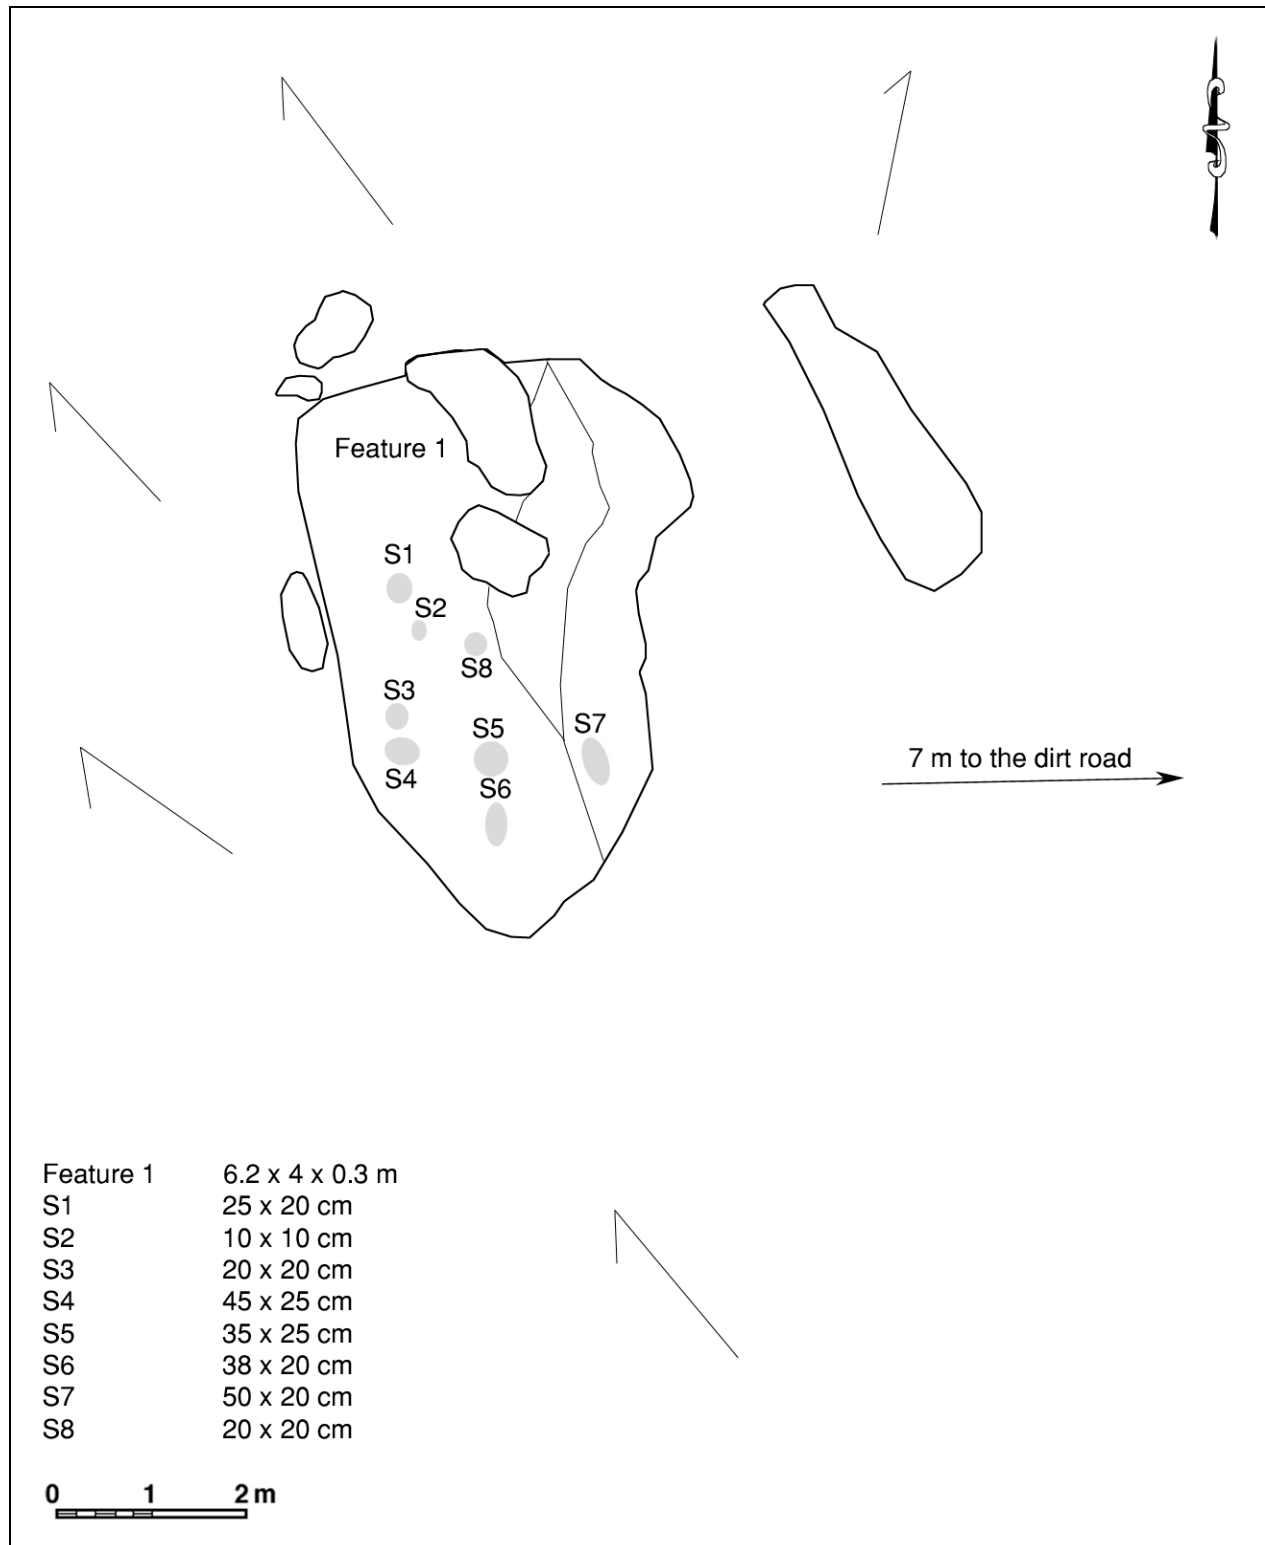 Feature 1
S1
S2
S8
S3
S5
S7
S4
S6
7 m to the dirt road
Feature 1 6.2 x 4 x 0.3 m
S1 25 x 20 cm
S2 10 x 10 cm
S3 20 x 20 cm
S4 45 x 25 cm
S5 35 x 25 cm
S6 38 x 20 cm
S7 50 x 20 cm
S8 20 x 20 cm
0 1 2 m